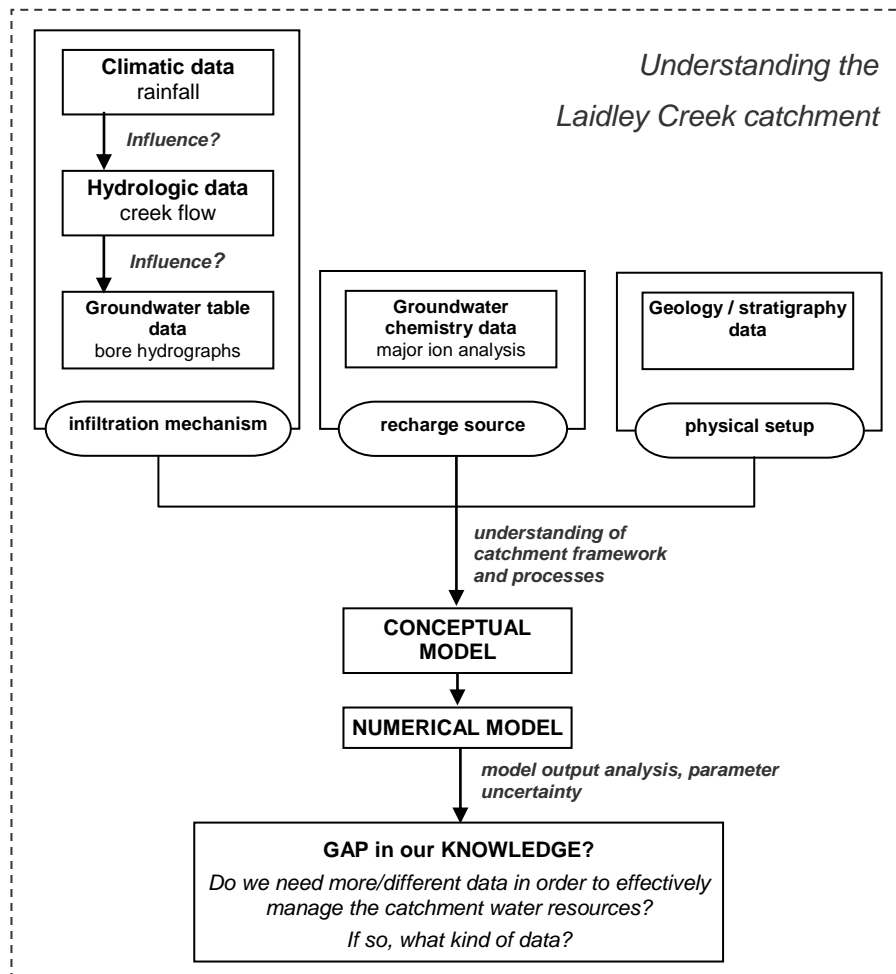 Understanding the
Laidley Creek catchment
Climatic data
rainfall
Influence?
Hydrologic data
creek flow
Influence?
Groundwater table
data
bore hydrographs
infiltration mechanism
Groundwater
chemistry data
major ion analysis
recharge source
Geology / stratigraphy
data
physical setup
understanding of
catchment framework
and processes
CONCEPTUAL
MODEL
NUMERICAL MODEL
model output analysis, parameter
uncertainty
GAP in our KNOWLEDGE?
Do we need more/different data in order to effectively
manage the catchment water resources?
If so, what kind of data?